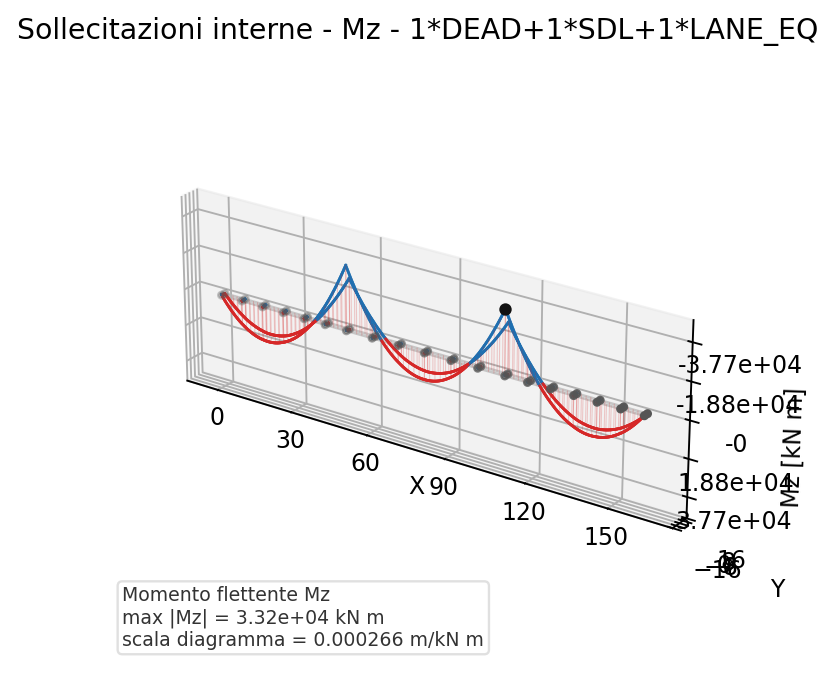 Sollecitazioni interne - Mz - 1*DEAD+1*SDL+1*LANE_EQ
-3.77e+04
-1.88e+04
-0
1.88e+04
3.77e+04
Mz [kN m]
0
30
60
X
90
120
150
16
−16
Y
Momento flettente Mz
max |Mz| = 3.32e+04 kN m
scala diagramma = 0.000266 m/kN m